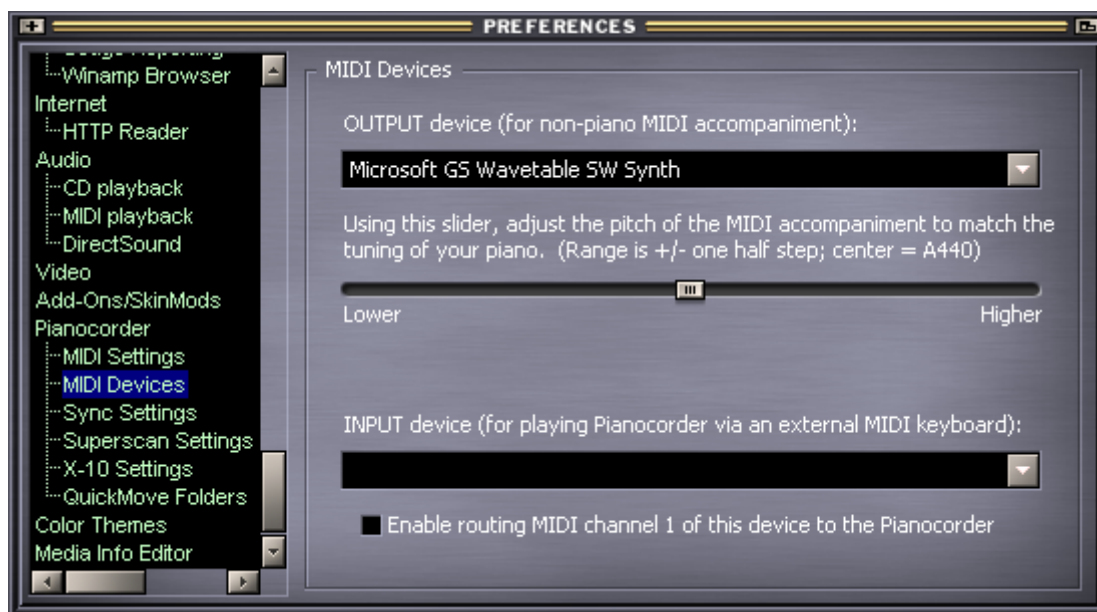 PREFERENCES
Winamp Browser
Internet
HTTP Reader
Audio
CD playback
MIDI playback
DirectSound
Video
Add-Ons/SkinMods
Pianocorder
MIDI Settings
MIDI Devices
Sync Settings
Superscan Settings
X-10 Settings
QuickMove Folders
Color Themes
Media Info Editor
MIDI Devices
OUTPUT device (for non-piano MIDI accompaniment):
Microsoft GS Wavetable SW Synth
Using this slider, adjust the pitch of the MIDI accompaniment to match the
tuning of your piano.  (Range is +/- one half step; center = A440)
Lower Higher
INPUT device (for playing Pianocorder via an external MIDI keyboard):
Enable routing MIDI channel 1 of this device to the Pianocorder